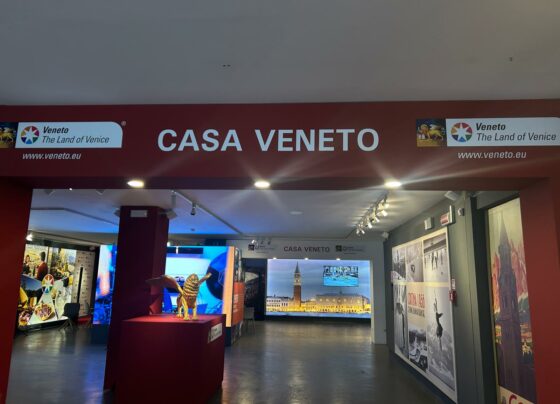 Veneto
The Land of Venice
www.veneto.eu
CASA VENETO
Veneto
The Land of Venice
www.veneto.eu
CASA VENETO